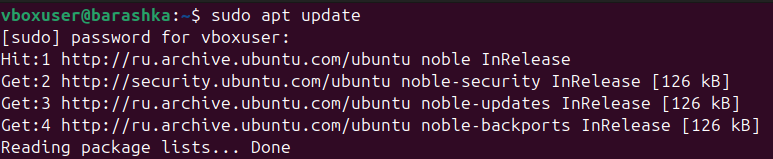 vboxuser@barashka:~$ sudo apt update
[sudo] password for vboxuser:
Hit:1 http://ru.archive.ubuntu.com/ubuntu noble InRelease
Get:2 http://security.ubuntu.com/ubuntu noble-security InRelease [126 kB]
Get:3 http://ru.archive.ubuntu.com/ubuntu noble-updates InRelease [126 kB]
Get:4 http://ru.archive.ubuntu.com/ubuntu noble-backports InRelease [126 kB]
Reading package lists... Done